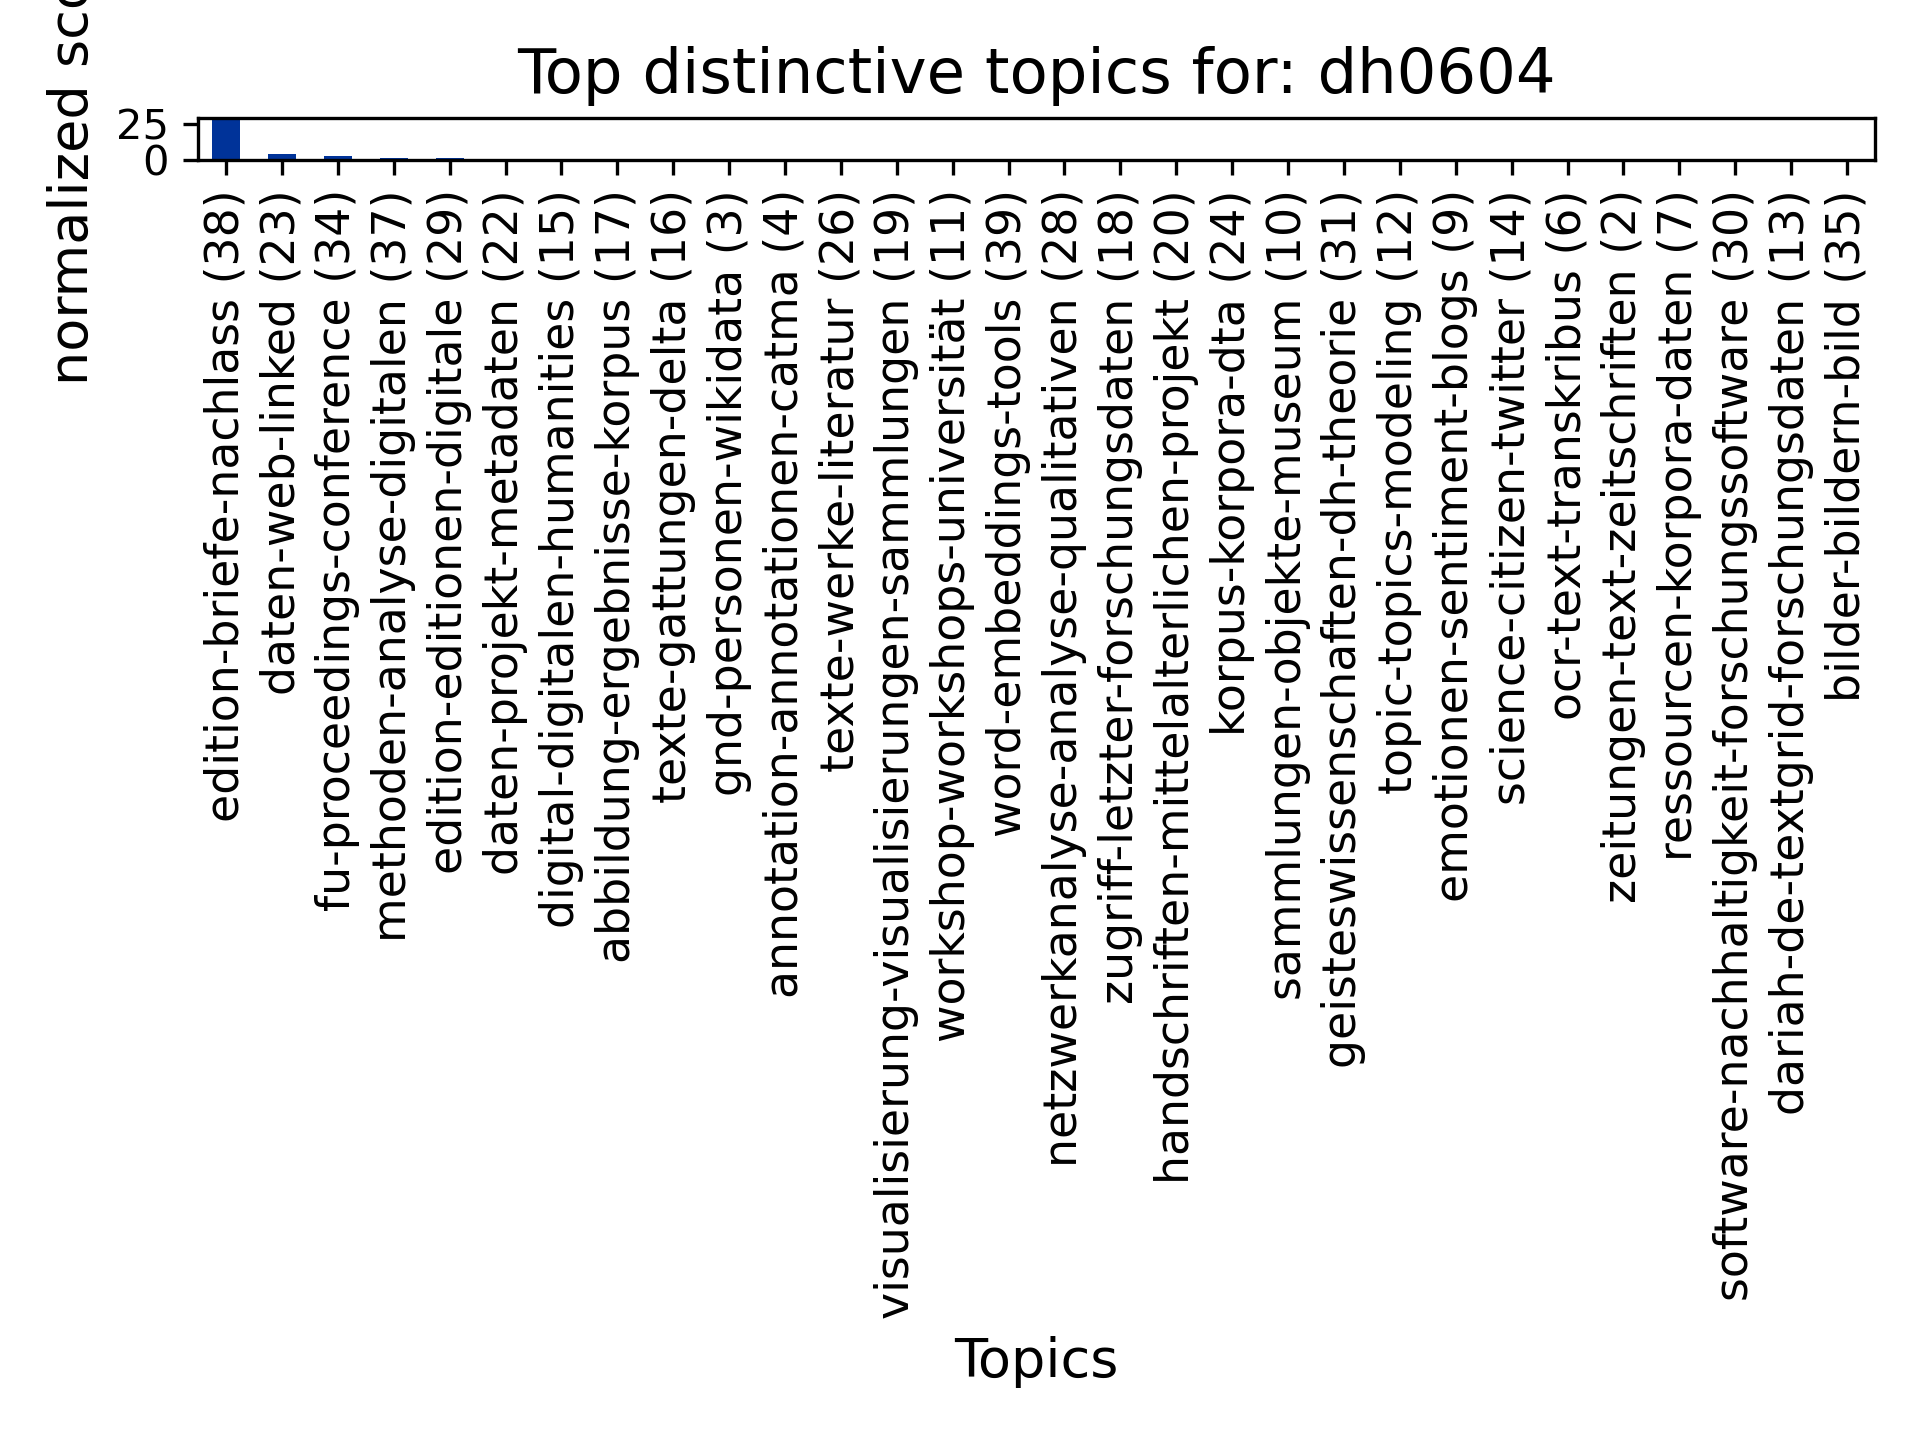 Top distinctive topics for: dh0604
normalized sco
25
0
edition-briefe-nachlass (38)
daten-web-linked (23)
fu-proceedings-conference (34)
methoden-analyse-digitalen (37)
edition-editionen-digitale (29)
daten-projekt-metadaten (22)
digital-digitalen-humanities (15)
abbildung-ergebnisse-korpus (17)
texte-gattungen-delta (16)
gnd-personen-wikidata (3)
annotation-annotationen-catma (4)
texte-werke-literatur (26)
visualisierung-visualisierungen-sammlungen (19)
workshop-workshops-universität (11)
word-embeddings-tools (39)
netzwerkanalyse-analyse-qualitativen (28)
zugriff-letzter-forschungsdaten (18)
handschriften-mittelalterlichen-projekt (20)
korpus-korpora-dta (24)
sammlungen-objekte-museum (10)
geisteswissenschaften-dh-theorie (31)
topic-topics-modeling (12)
emotionen-sentiment-blogs (9)
science-citizen-twitter (14)
ocr-text-transkribus (6)
zeitungen-text-zeitschriften (2)
ressourcen-korpora-daten (7)
software-nachhaltigkeit-forschungssoftware (30)
dariah-de-textgrid-forschungsdaten (13)
bilder-bildern-bild (35)
Topics